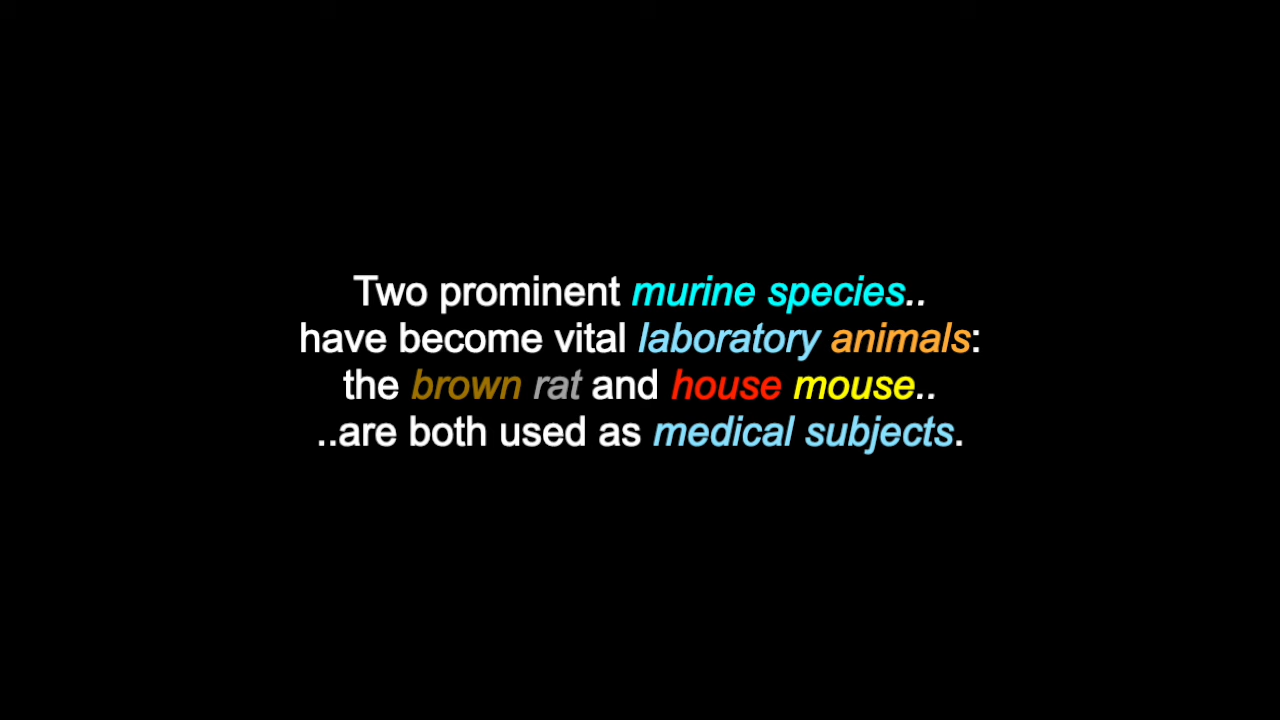 Two prominent murine species..
have become vital laboratory animals:
the brown rat and house mouse..
..are both used as medical subjects.